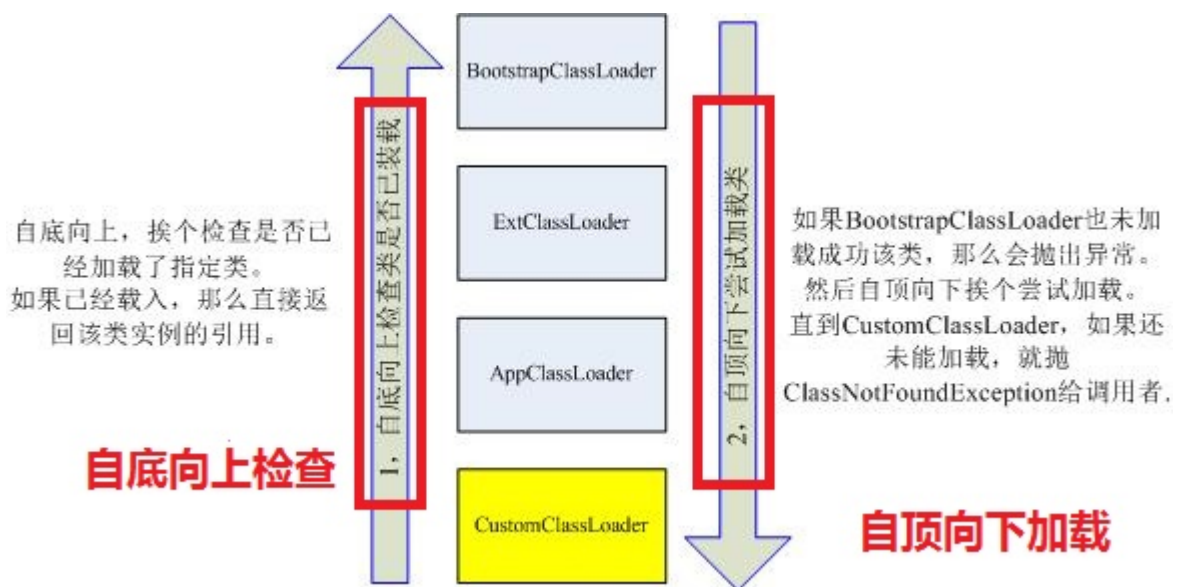 BootstrapClassLoader
ExtClassLoader
AppClassLoader
CustomClassLoader
1，自底向上检查类是否已装载
自底向上，挨个检查是否已
经加载了指定类。
如果已经载入，那么直接返
回该类实例的引用。
自底向上检查
2，自顶向下尝试加载类
如果BootstrapClassLoader也未加
载成功该类，那么会抛出异常。
然后自顶向下挨个尝试加载。
直到CustomClassLoader，如果还
未能加载，就抛
ClassNotFoundException给调用者.
自顶向下加载